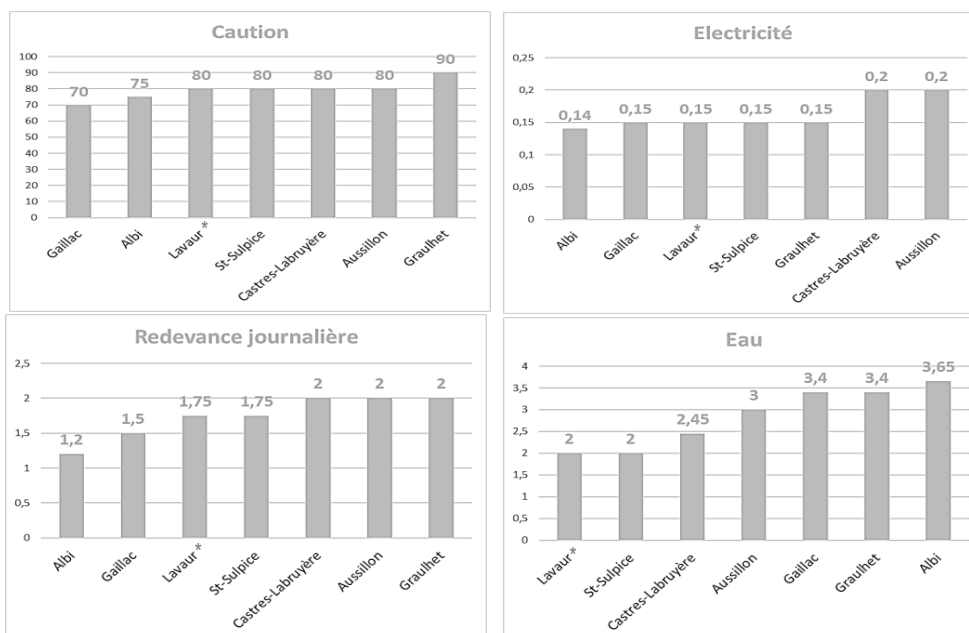 Caution
100
90
80
70
60
50
40
30
20
10
0
70
75
80
80
80
80
90
Gaillac
Albi
Lavaur*
St-Sulpice
Castres-Labruyère
Aussillon
Graulhet
Electricité
0,25
0,2
0,15
0,1
0,05
0
0,14
0,15
0,15
0,15
0,15
0,2
0,2
Albi
Gaillac
Lavaur*
St-Sulpice
Graulhet
Castres-Labruyère
Aussillon
Redevance journalière
2,5
2
1,5
1
0,5
0
1,2
1,5
1,75
1,75
2
2
2
Albi
Gaillac
Lavaur*
St-Sulpice
Castres-Labruyère
Aussillon
Graulhet
Eau
4
3,5
3
2,5
2
1,5
1
0,5
0
2
2
2,45
3
3,4
3,4
3,65
Lavaur*
St-Sulpice
Castres-Labruyère
Aussillon
Gaillac
Graulhet
Albi